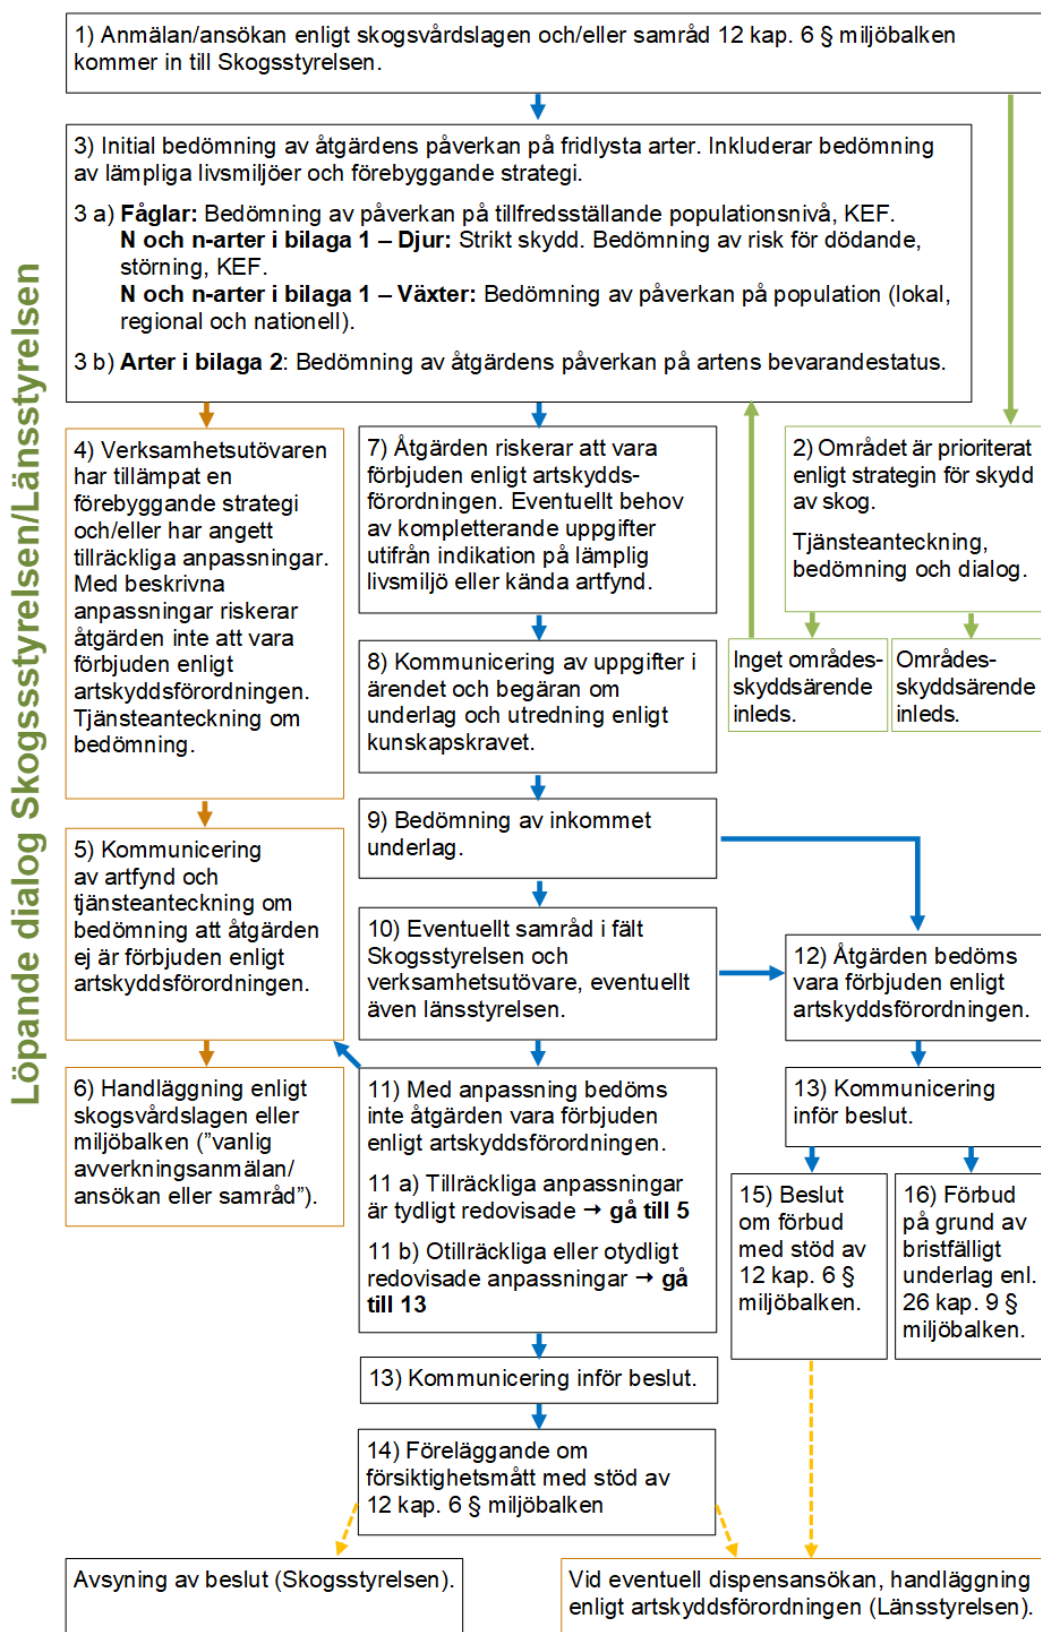 Löpande dialog Skogssstyrelsen/Länsstyrelsen
1) Anmälan/ansökan enligt skogsvårdslagen och/eller samråd 12 kap. 6 § miljöbalken
kommer in till Skogsstyrelsen.
3) Initial bedömning av åtgärdens påverkan på fridlysta arter. Inkluderar bedömning
av lämpliga livsmiljöer och förebyggande strategi.
3 a) Fåglar: Bedömning av påverkan på tillfredsställande populationsnivå, KEF.
N och n-arter i bilaga 1 – Djur: Strikt skydd. Bedömning av risk för dödande,
störning, KEF.
N och n-arter i bilaga 1 – Växter: Bedömning av påverkan på population (lokal,
regional och nationell).
3 b) Arter i bilaga 2: Bedömning av åtgärdens påverkan på artens bevarandestatus.
4) Verksamhetsutövaren
har tillämpat en
förebyggande strategi
och/eller har angett
tillräckliga anpassningar.
Med beskrivna
anpassningar riskerar
åtgärden inte att vara
förbjuden enligt
artskyddsförordningen.
Tjänsteanteckning om
bedömning.
7) Åtgärden riskerar att vara
förbjuden enligt artskydds-
förordningen. Eventuellt behov
av kompletterande uppgifter
utifrån indikation på lämplig
livsmiljö eller kända artfynd.
2) Området är prioriterat
enligt strategin för skydd
av skog.
Tjänsteanteckning,
bedömning och dialog.
8) Kommunicering av uppgifter i
ärendet och begäran om
underlag och utredning enligt
kunskapskravet.
Inget områdes-
skyddsärende
inleds.
Områdes-
skyddsärende
inleds.
9) Bedömning av inkommet
underlag.
5) Kommunicering
av artfynd och
tjänsteanteckning om
bedömning att åtgärden
ej är förbjuden enligt
artskyddsförordningen.
10) Eventuellt samråd i fält
Skogsstyrelsen och
verksamhetsutövare, eventuellt
även länsstyrelsen.
12) Åtgärden bedöms
vara förbjuden enligt
artskyddsförordningen.
6) Handläggning enligt
skogsvårdslagen eller
miljöbalken (”vanlig
avverkningsanmälan/
ansökan eller samråd”).
11) Med anpassning bedöms
inte åtgärden vara förbjuden
enligt artskyddsförordningen.
11 a) Tillräckliga anpassningar
är tydligt redovisade → gå till 5
11 b) Otillräckliga eller otydligt
redovisade anpassningar → gå
till 13
13) Kommunicering
inför beslut.
15) Beslut
om förbud
med stöd av
12 kap. 6 §
miljöbalken.
16) Förbud
på grund av
bristfälligt
underlag enl.
26 kap. 9 §
miljöbalken.
13) Kommunicering inför beslut.
14) Föreläggande om
försiktighetsmått med stöd av
12 kap. 6 § miljöbalken
Avsyning av beslut (Skogsstyrelsen).
Vid eventuell dispensansökan, handläggning
enligt artskyddsförordningen (Länsstyrelsen).